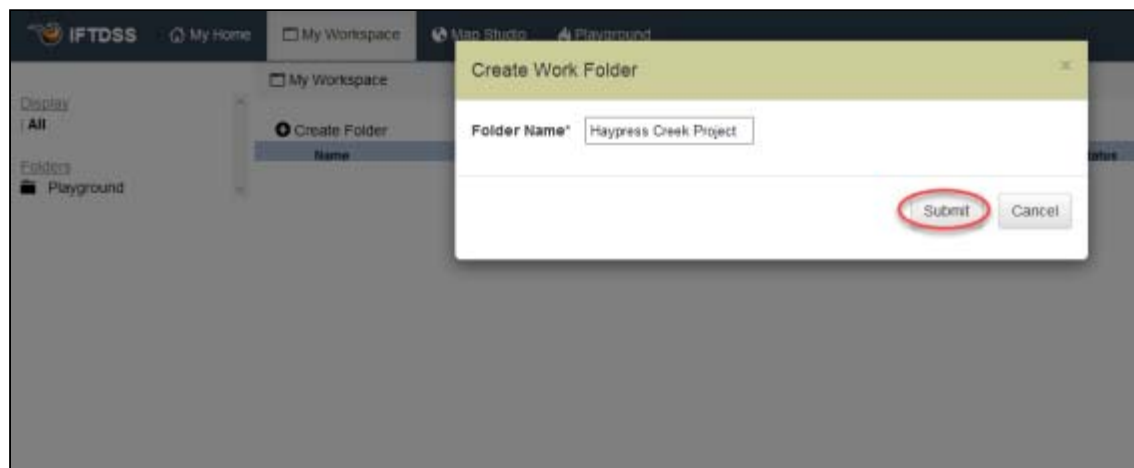 IFTDSS My Home My Workspace Map Studio Playground
Display
All
Folders
Playground
My Workspace
Create Folder
Name
Status
Create Work Folder ×
Folder Name* Haypress Creek Project
Submit Cancel